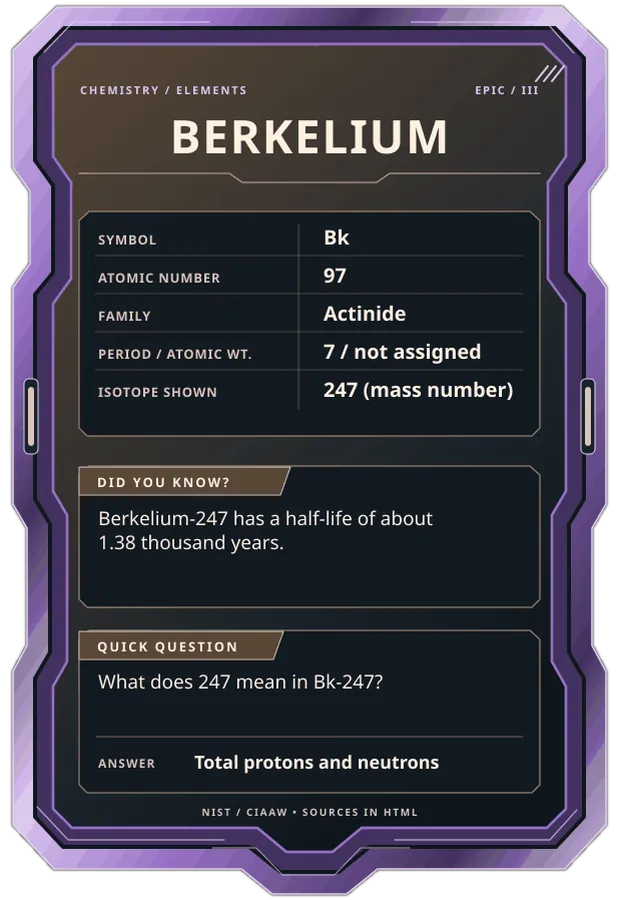 CHEMISTRY / ELEMENTS
EPIC / III
BERKELIUM
SYMBOL Bk
ATOMIC NUMBER 97
FAMILY Actinide
PERIOD / ATOMIC WT. 7 / not assigned
ISOTOPE SHOWN 247 (mass number)
DID YOU KNOW?
Berkelium-247 has a half-life of about
1.38 thousand years.
QUICK QUESTION
What does 247 mean in Bk-247?
ANSWER Total protons and neutrons
NIST / CIAAW • SOURCES IN HTML